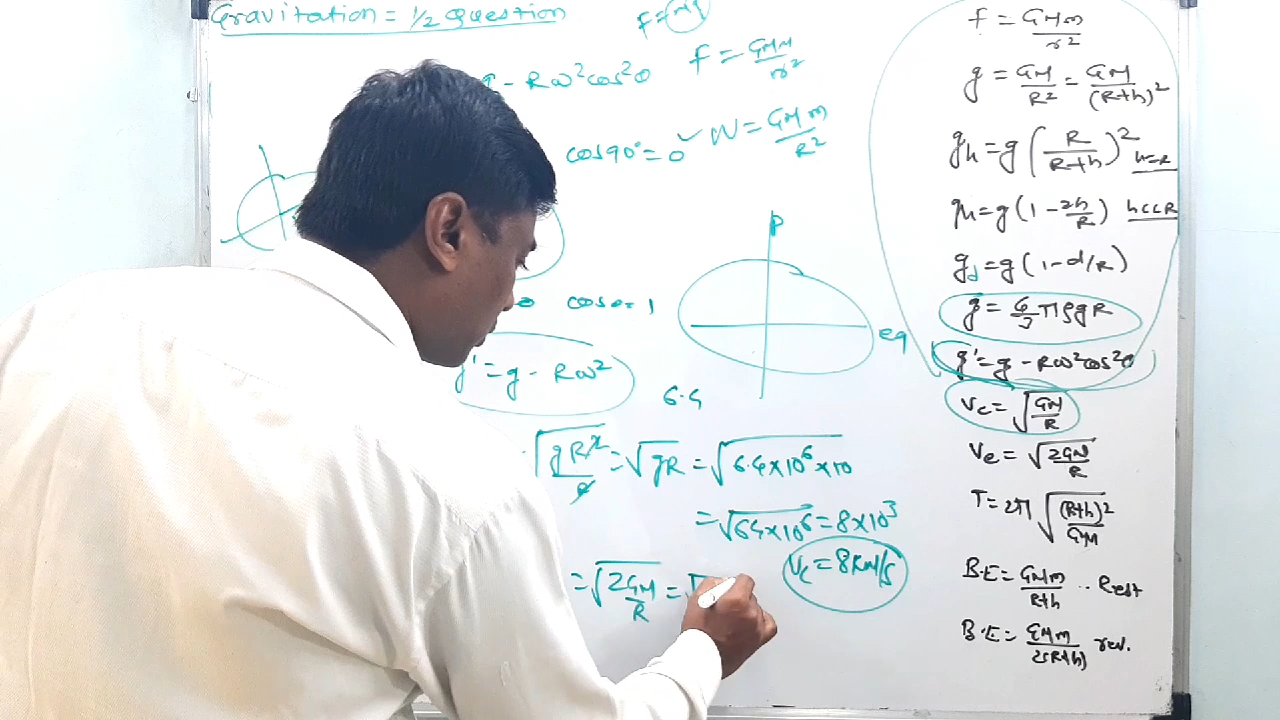 Gravitation = 1/2 Question
f = mg
f = GMm/r²
- Rω²cos²θ
cos90° = 0
W = GMm/R²
P
eq
cosθ = 1
g' = g - Rω²
6.4
√gR²/R = √gR = √6.4×10⁶×10
= √64×10⁶ = 8×10³
Vc = 8km/s
= √2GM/R = √
f = GMm/r²
g = GM/R² = GM/(R+h)²
gh = g(R/R+h)² h=R
gh = g(1 - 2h/R) h<<R
gd = g(1 - d/R)
g = 4/3 πρgR
g' = g - Rω²cos²θ
Vc = √GM/R
Ve = √2GM/R
T = 2π √(R+h)²/GM
B.E = GMm/R+h .. Rest
B.E = GMm/2(R+h) rev.